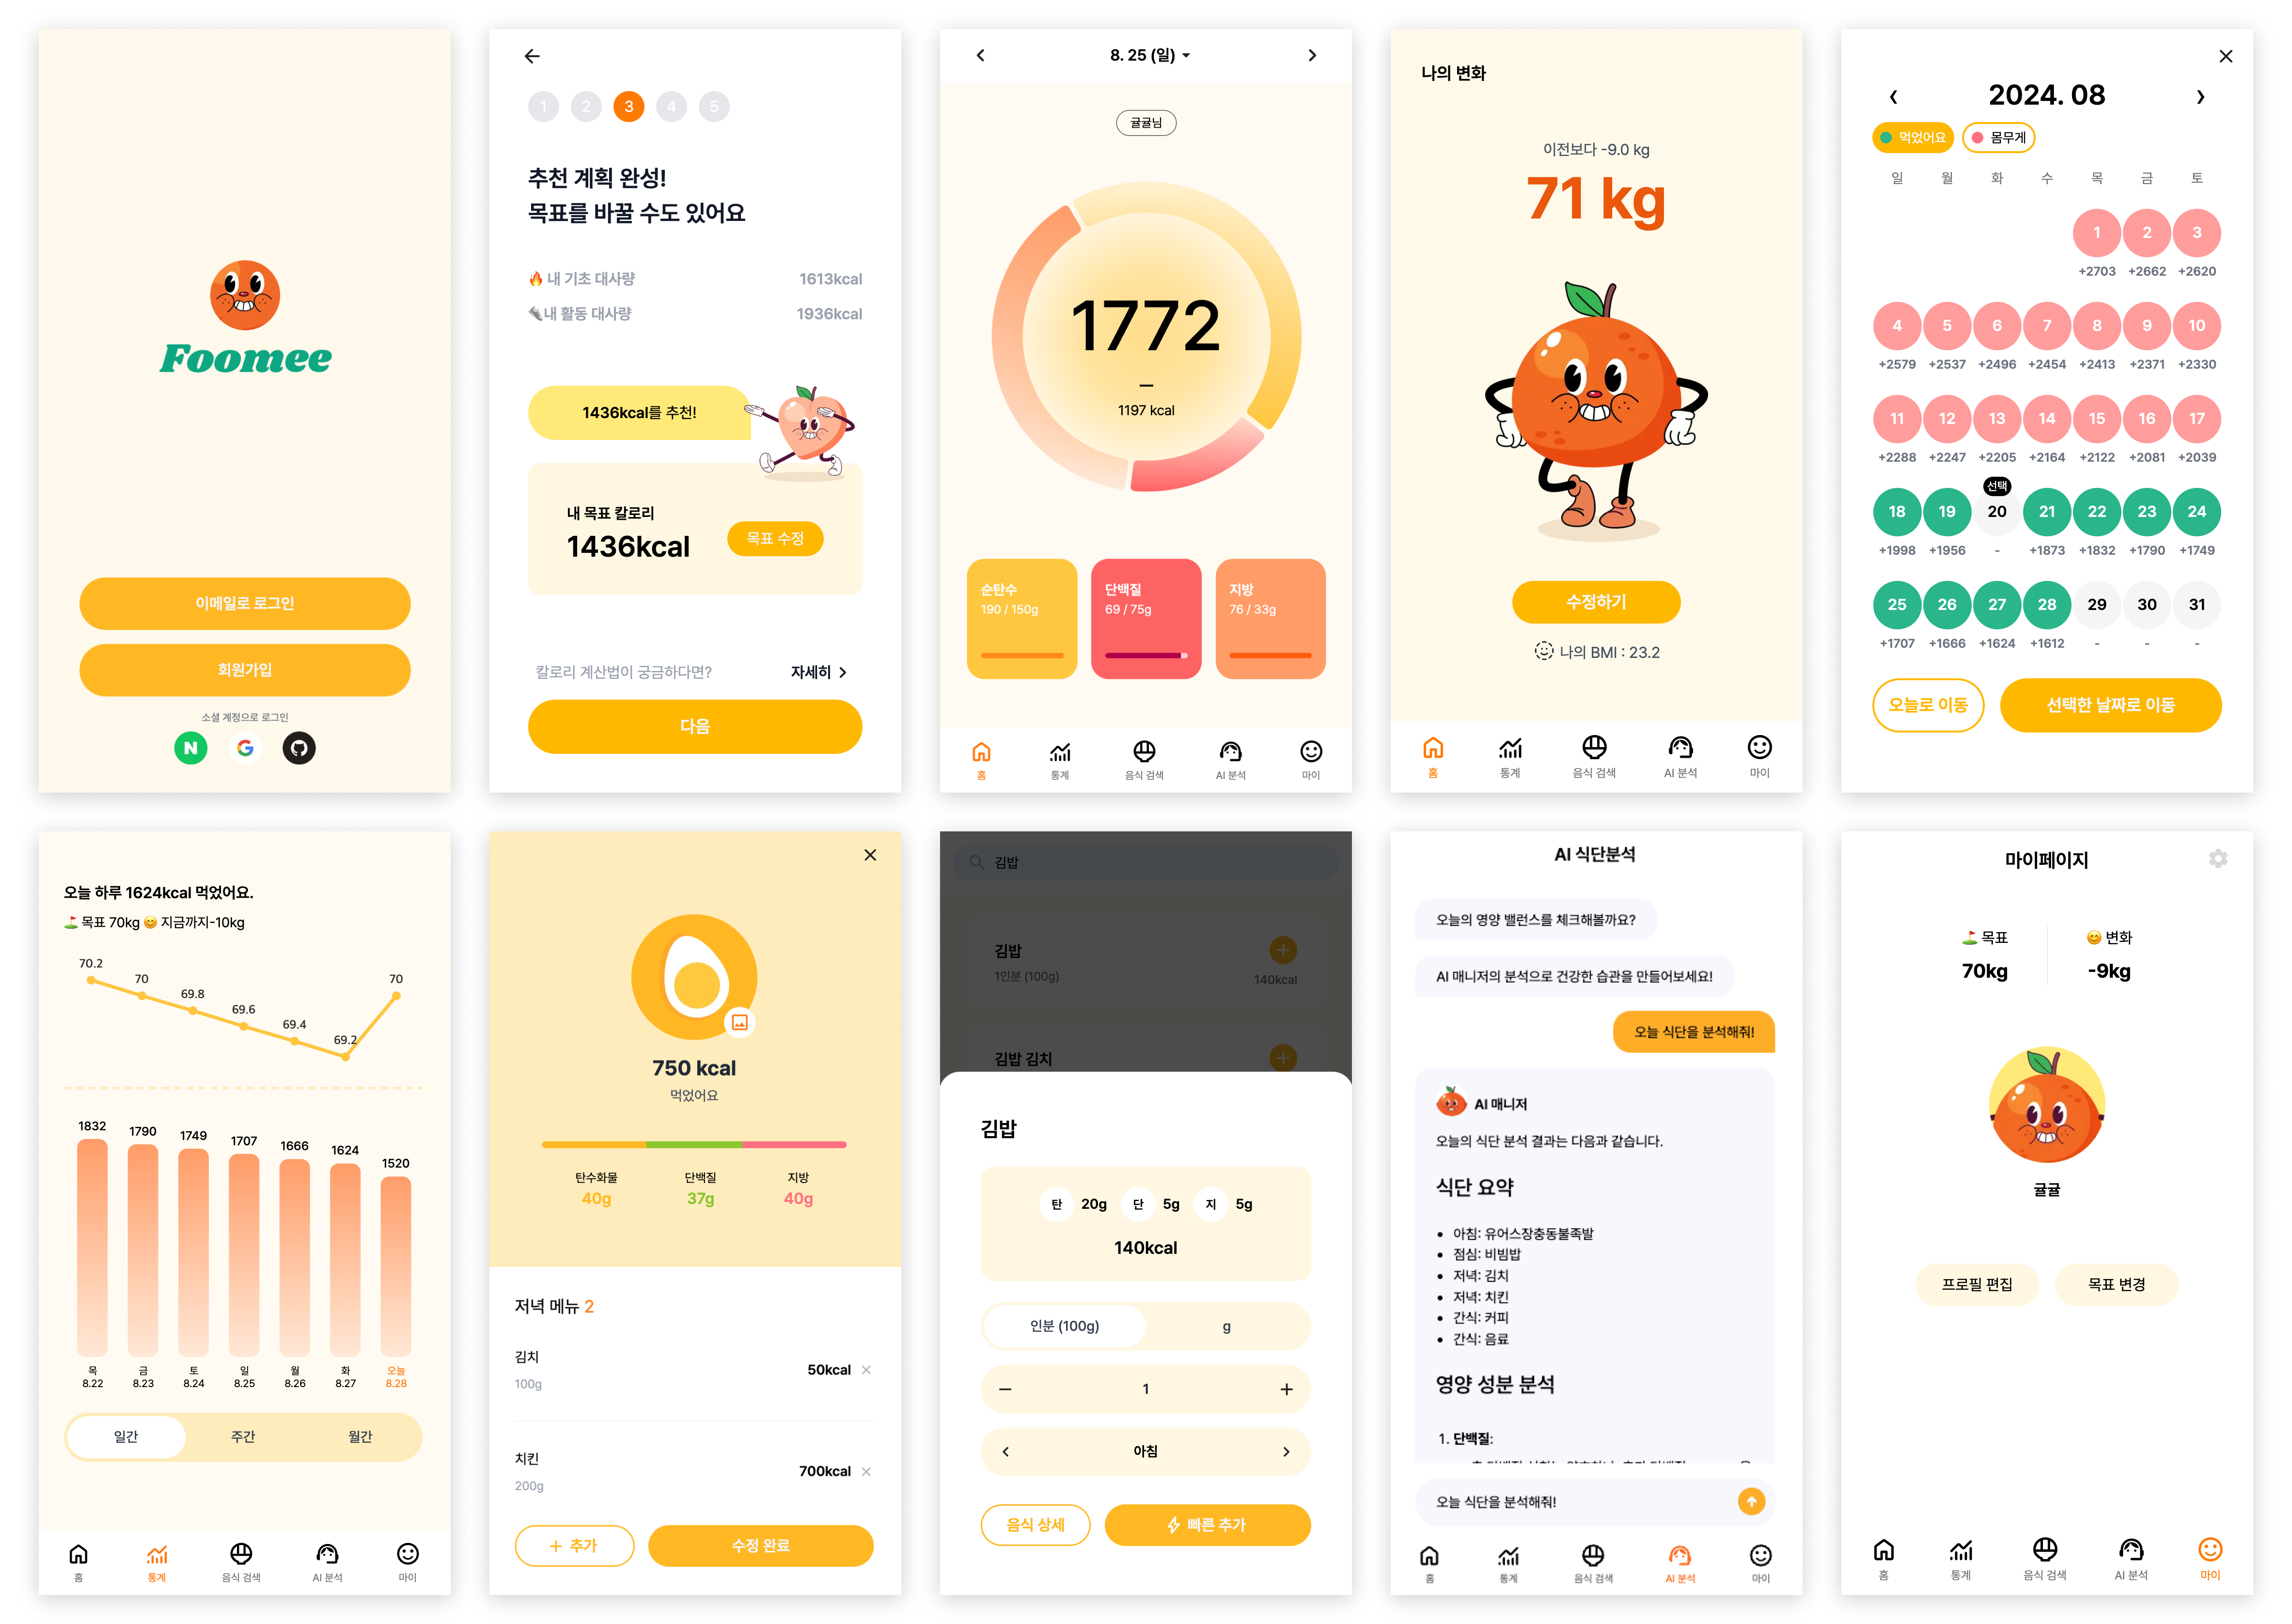 Foomee
이메일로 로그인
회원가입
소셜 계정으로 로그인
N G
1 2 3 4 5
추천 계획 완성!
목표를 바꿀 수도 있어요
🔥 내 기초 대사량 1613kcal
내 활동 대사량 1936kcal
1436kcal를 추천!
내 목표 칼로리
1436kcal
목표 수정
칼로리 계산법이 궁금하다면? 자세히
다음
8. 25 (일)
귤귤님
1772
1197 kcal
순탄수 단백질 지방
190 / 150g 69 / 75g 76 / 33g
홈 통계 음식 검색 AI 분석 마이
나의 변화
이전보다 -9.0 kg
71 kg
수정하기
나의 BMI : 23.2
홈 통계 음식 검색 AI 분석 마이
2024. 08
먹었어요 몸무게
일 월 화 수 목 금 토
1 2 3
+2703 +2662 +2620
4 5 6 7 8 9 10
+2579 +2537 +2496 +2454 +2413 +2371 +2330
11 12 13 14 15 16 17
+2288 +2247 +2205 +2164 +2122 +2081 +2039
선택
18 19 20 21 22 23 24
+1998 +1956 - +1873 +1832 +1790 +1749
25 26 27 28 29 30 31
+1707 +1666 +1624 +1612 - - -
오늘로 이동 선택한 날짜로 이동
오늘 하루 1624kcal 먹었어요.
⛳ 목표 70kg 😊 지금까지-10kg
70.2 70 69.8 69.6 69.4 69.2 70
1832 1790 1749 1707 1666 1624 1520
목 금 토 일 월 화 오늘
8.22 8.23 8.24 8.25 8.26 8.27 8.28
일간 주간 월간
홈 통계 음식 검색 AI 분석 마이
750 kcal
먹었어요
탄수화물 단백질 지방
40g 37g 40g
저녁 메뉴 2
김치
100g
50kcal
치킨
200g
700kcal
+ 추가 수정 완료
김밥
김밥
1인분 (100g) 140kcal
김밥 김치
김밥
탄 20g 단 5g 지 5g
140kcal
인분 (100g) g
− 1 +
아침
음식 상세 빠른 추가
AI 식단분석
오늘의 영양 밸런스를 체크해볼까요?
AI 매니저의 분석으로 건강한 습관을 만들어보세요!
오늘 식단을 분석해줘!
AI 매니저
오늘의 식단 분석 결과는 다음과 같습니다.
식단 요약
• 아침: 유어스장충동불족발
• 점심: 비빔밥
• 저녁: 김치
• 저녁: 치킨
• 간식: 커피
• 간식: 음료
영양 성분 분석
1. 단백질:
오늘 식단을 분석해줘!
홈 통계 음식 검색 AI 분석 마이
마이페이지
⛳ 목표 😊 변화
70kg -9kg
귤귤
프로필 편집 목표 변경
홈 통계 음식 검색 AI 분석 마이